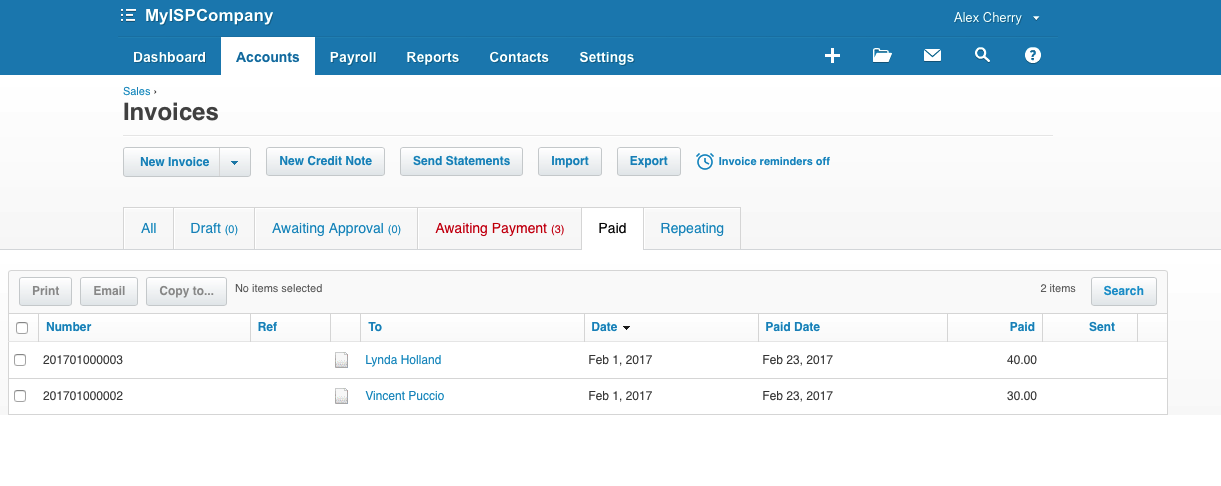 MyISPCompany
Alex Cherry
Dashboard Accounts Payroll Reports Contacts Settings
Sales ›
Invoices
New Invoice New Credit Note Send Statements Import Export Invoice reminders off
All Draft (0) Awaiting Approval (0) Awaiting Payment (3) Paid Repeating
Print Email Copy to... No items selected 2 items Search
Number Ref To Date Paid Date Paid Sent
201701000003 Lynda Holland Feb 1, 2017 Feb 23, 2017 40.00
201701000002 Vincent Puccio Feb 1, 2017 Feb 23, 2017 30.00